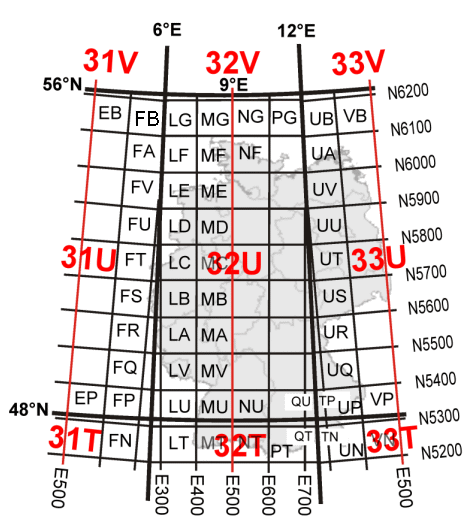 6°E 12°E
31V 32V 33V
56°N 9°E N6200
EB FB LG MG NG PG UB VB N6100
FA LF MF NF UA N6000
FV LE ME UV N5900
FU LD MD UU N5800
31U FT LC 32U UT 33U N5700
FS LB MB US N5600
FR LA MA UR N5500
FQ LV MV UQ N5400
EP FP LU MU NU QU TP UP VP
48°N N5300
31T FN LT 32T PT QT TN UN 33T N5200
E500 E300 E400 E500 E600 E700 E500